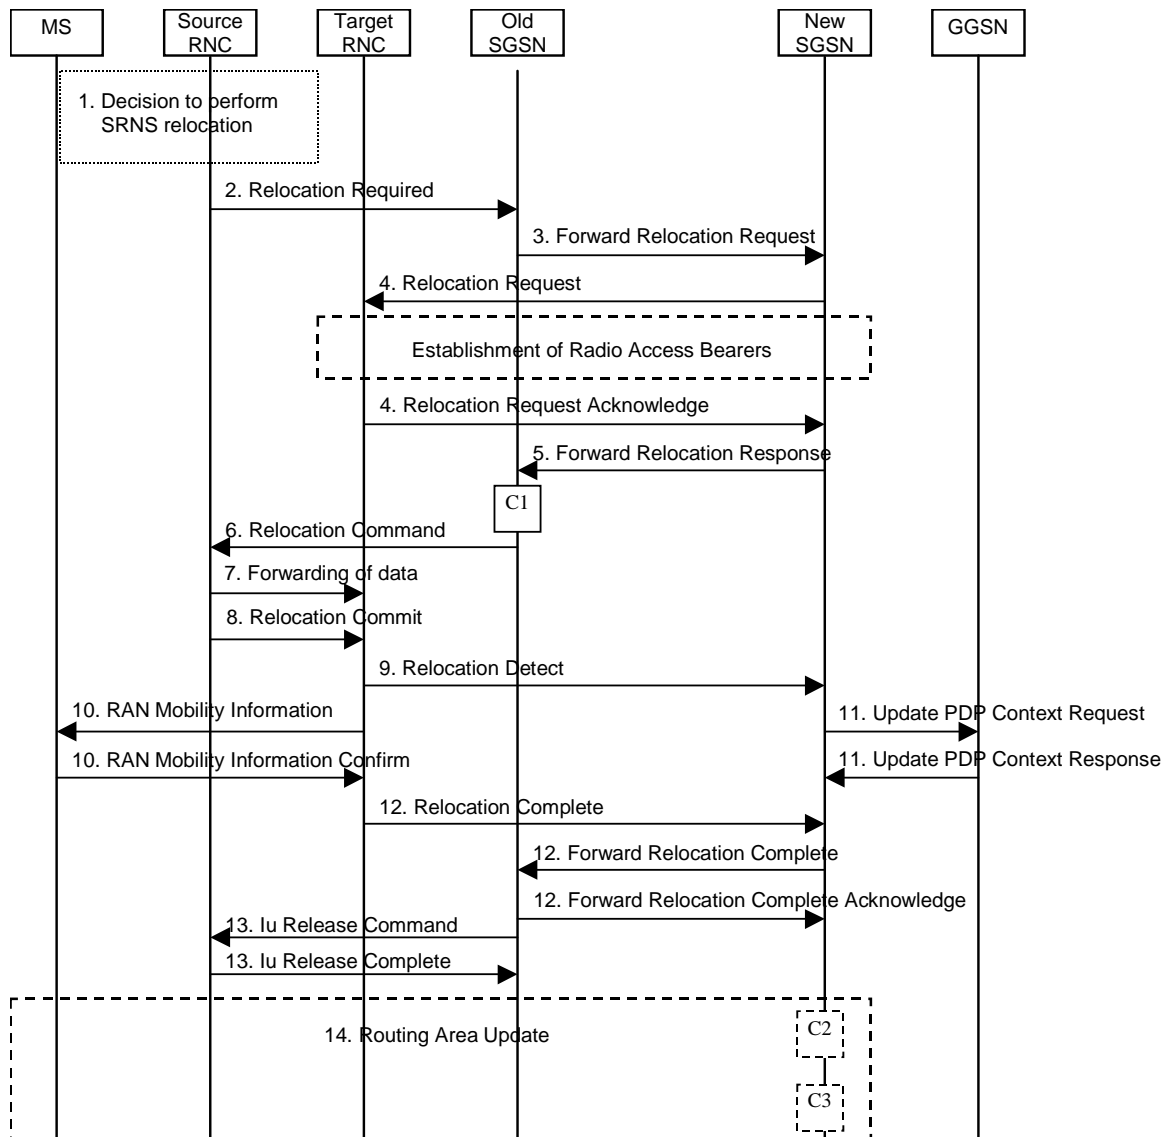 MS
Source
RNC
Target
RNC
Old
SGSN
New
SGSN
GGSN
1. Decision to perform
SRNS relocation
2. Relocation Required
3. Forward Relocation Request
4. Relocation Request
Establishment of Radio Access Bearers
4. Relocation Request Acknowledge
5. Forward Relocation Response
C1
6. Relocation Command
7. Forwarding of data
8. Relocation Commit
9. Relocation Detect
10. RAN Mobility Information
11. Update PDP Context Request
10. RAN Mobility Information Confirm
11. Update PDP Context Response
12. Relocation Complete
12. Forward Relocation Complete
12. Forward Relocation Complete Acknowledge
13. Iu Release Command
13. Iu Release Complete
14. Routing Area Update
C2
C3